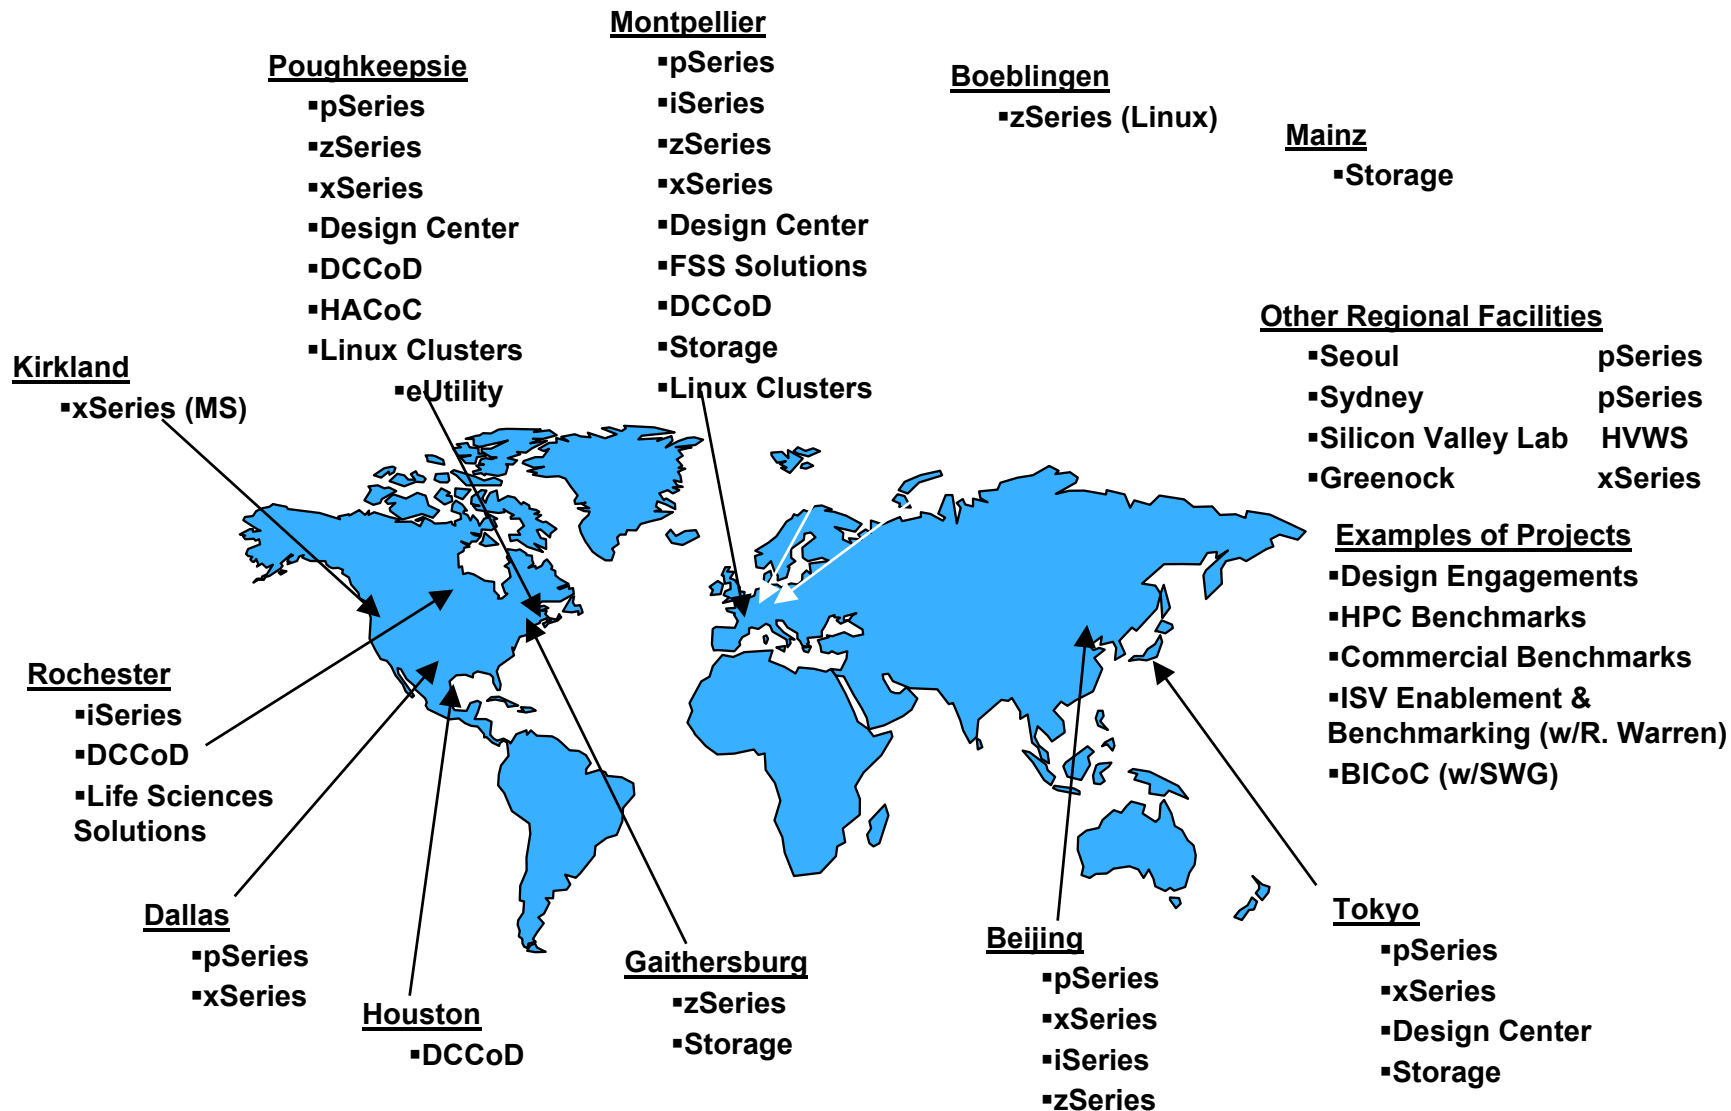 Montpellier
▪pSeries
▪iSeries
▪zSeries
▪xSeries
▪Design Center
▪FSS Solutions
▪DCCoD
▪Storage
▪Linux Clusters
Poughkeepsie
▪pSeries
▪zSeries
▪xSeries
▪Design Center
▪DCCoD
▪HACoC
▪Linux Clusters
▪eUtility
Boeblingen
▪zSeries (Linux)
Mainz
▪Storage
Kirkland
▪xSeries (MS)
Other Regional Facilities
▪Seoul pSeries
▪Sydney pSeries
▪Silicon Valley Lab HVWS
▪Greenock xSeries
Examples of Projects
▪Design Engagements
▪HPC Benchmarks
▪Commercial Benchmarks
▪ISV Enablement &
Benchmarking (w/R. Warren)
▪BICoC (w/SWG)
Rochester
▪iSeries
▪DCCoD
▪Life Sciences
Solutions
Dallas
▪pSeries
▪xSeries
Houston
▪DCCoD
Gaithersburg
▪zSeries
▪Storage
Beijing
▪pSeries
▪xSeries
▪iSeries
▪zSeries
Tokyo
▪pSeries
▪xSeries
▪Design Center
▪Storage